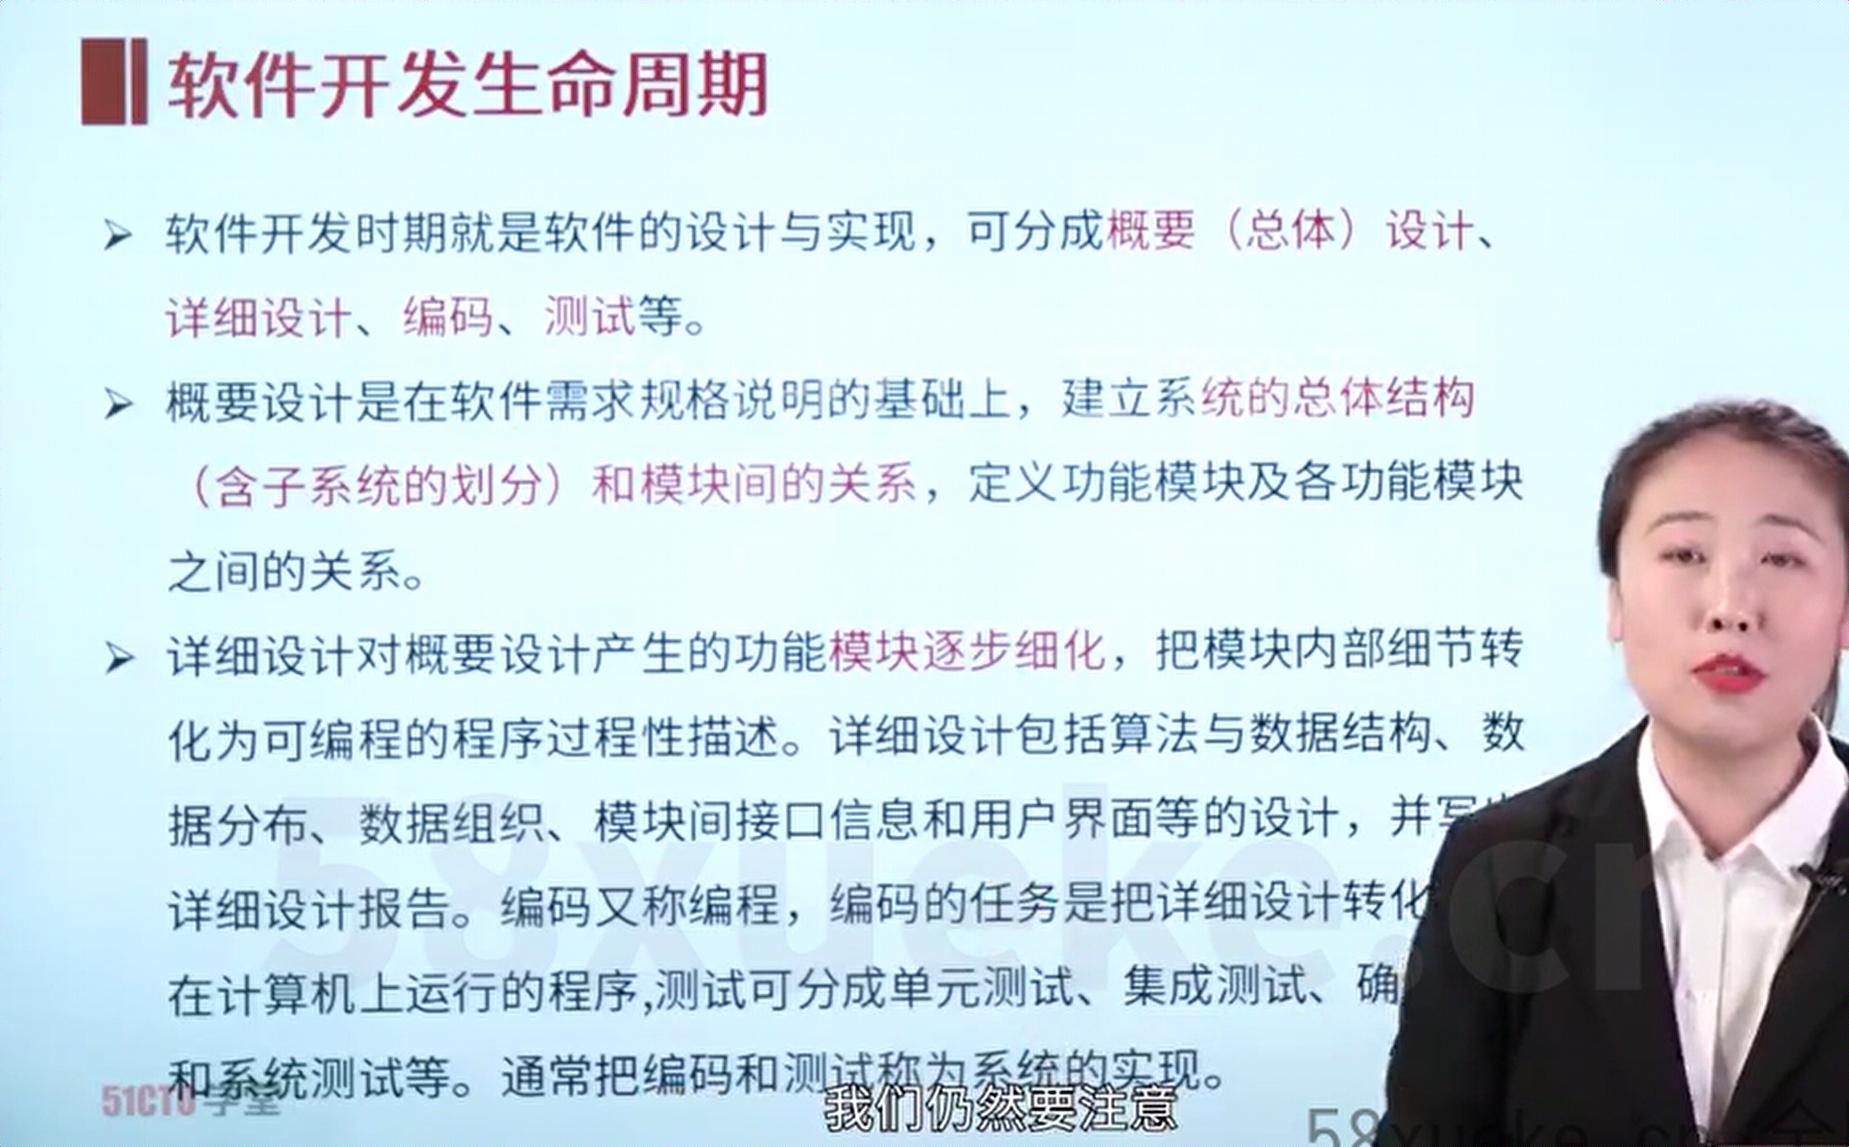 软件开发生命周期
➢ 软件开发时期就是软件的设计与实现，可分成概要（总体）设计、
详细设计、编码、测试等。
➢ 概要设计是在软件需求规格说明的基础上，建立系统的总体结构
（含子系统的划分）和模块间的关系，定义功能模块及各功能模块
之间的关系。
➢ 详细设计对概要设计产生的功能模块逐步细化，把模块内部细节转
化为可编程的程序过程性描述。详细设计包括算法与数据结构、数
据分布、数据组织、模块间接口信息和用户界面等的设计，并写
详细设计报告。编码又称编程，编码的任务是把详细设计转化
在计算机上运行的程序,测试可分成单元测试、集成测试、确
和系统测试等。通常把编码和测试称为系统的实现。
58xueke.cn
51CTO学堂
我们仍然要注意
58xueke.cn